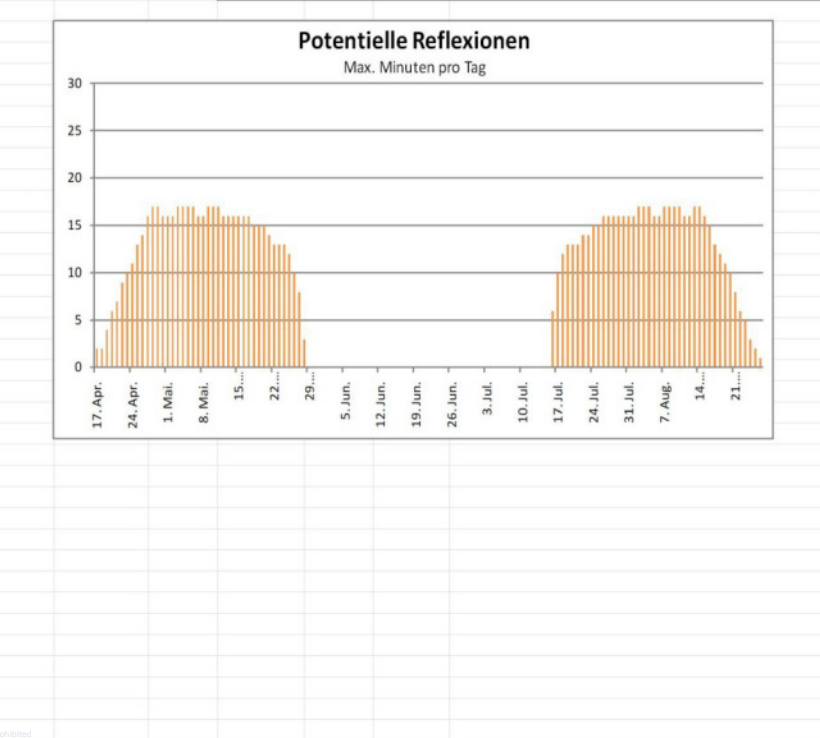 Potentielle Reflexionen
Max. Minuten pro Tag
30
25
20
15
10
5
0
17. Apr.
24. Apr.
1. Mai.
8. Mai.
15....
22....
29....
5. Jun.
12. Jun.
19. Jun.
26. Jun.
3. Jul.
10. Jul.
17. Jul.
24. Jul.
31. Jul.
7. Aug.
14....
21....
phibited